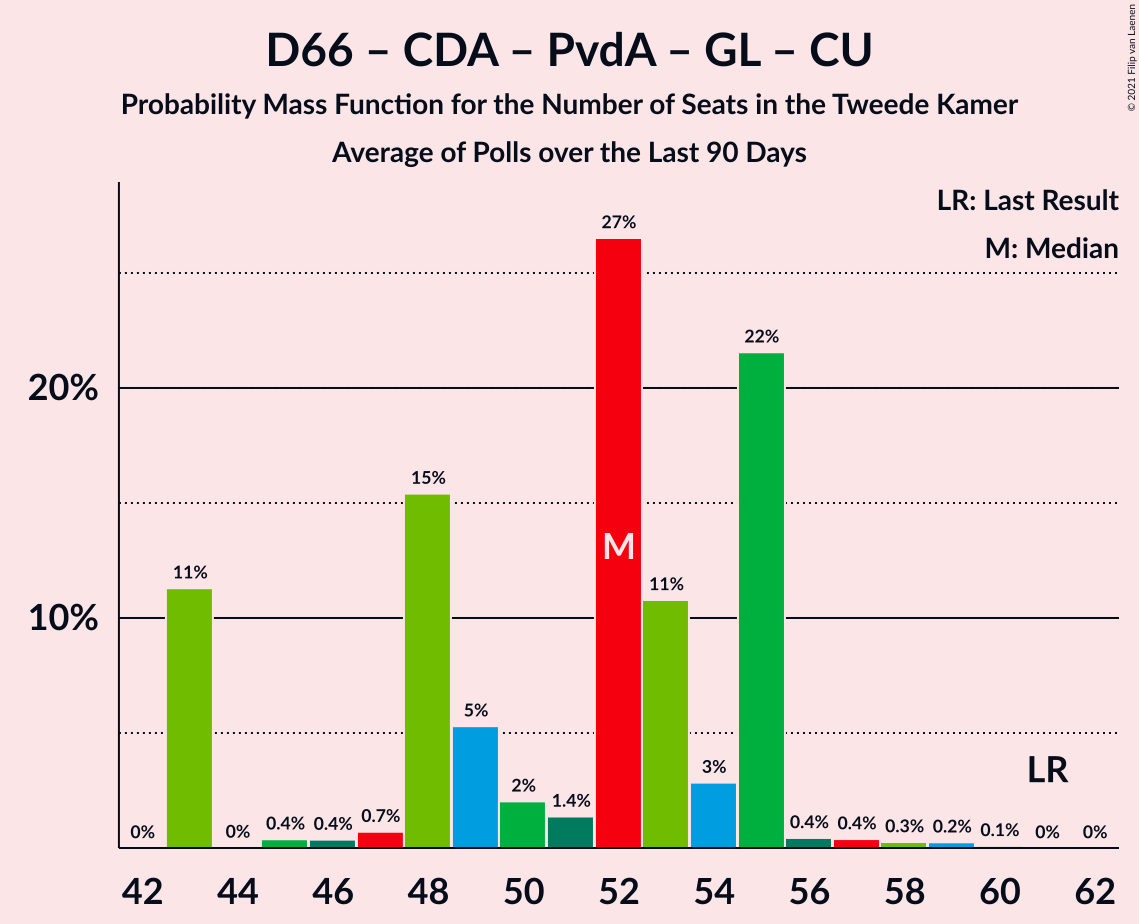 D66 – CDA – PvdA – GL – CU
Probability Mass Function for the Number of Seats in the Tweede Kamer
Average of Polls over the Last 90 Days
© 2021 Filip van Laenen
LR: Last Result
M: Median
27%
22%
20%
15%
M
11%
11%
10%
5%
3%
LR
2%
1.4%
0.7%
0% 0% 0.4% 0.4% 0.4% 0.4% 0.3% 0.2% 0.1% 0% 0%
42 44 46 48 50 52 54 56 58 60 62